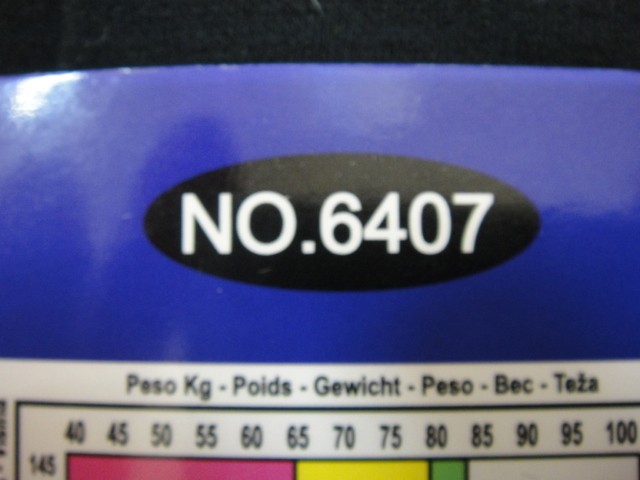 NO.6407
Peso Kg - Poids - Gewicht - Peso - Bec - Teža
40 45 50 55 60 65 70 75 80 85 90 95 100
145